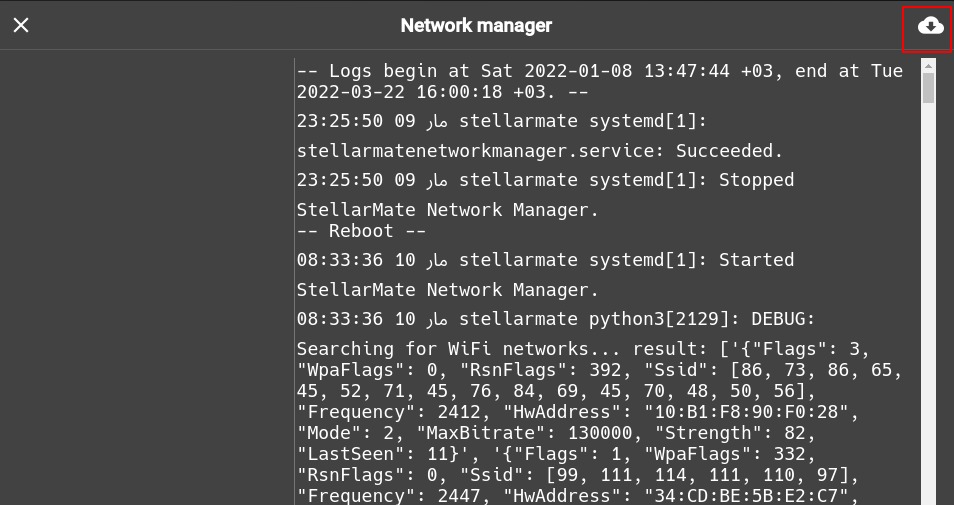 Network manager
-- Logs begin at Sat 2022-01-08 13:47:44 +03, end at Tue
2022-03-22 16:00:18 +03. --
23:25:50 09 مار stellarmate systemd[1]:
stellarmatenetworkmanager.service: Succeeded.
23:25:50 09 مار stellarmate systemd[1]: Stopped
StellarMate Network Manager.
-- Reboot --
08:33:36 10 مار stellarmate systemd[1]: Started
StellarMate Network Manager.
08:33:36 10 مار stellarmate python3[2129]: DEBUG:
Searching for WiFi networks... result: ['{"Flags": 3,
"WpaFlags": 0, "RsnFlags": 392, "Ssid": [86, 73, 86, 65,
45, 52, 71, 45, 76, 84, 69, 45, 70, 48, 50, 56],
"Frequency": 2412, "HwAddress": "10:B1:F8:90:F0:28",
"Mode": 2, "MaxBitrate": 130000, "Strength": 82,
"LastSeen": 11}', '{"Flags": 1, "WpaFlags": 332,
"RsnFlags": 0, "Ssid": [99, 111, 114, 111, 110, 97],
"Frequency": 2447, "HwAddress": "34:CD:BE:5B:E2:C7",